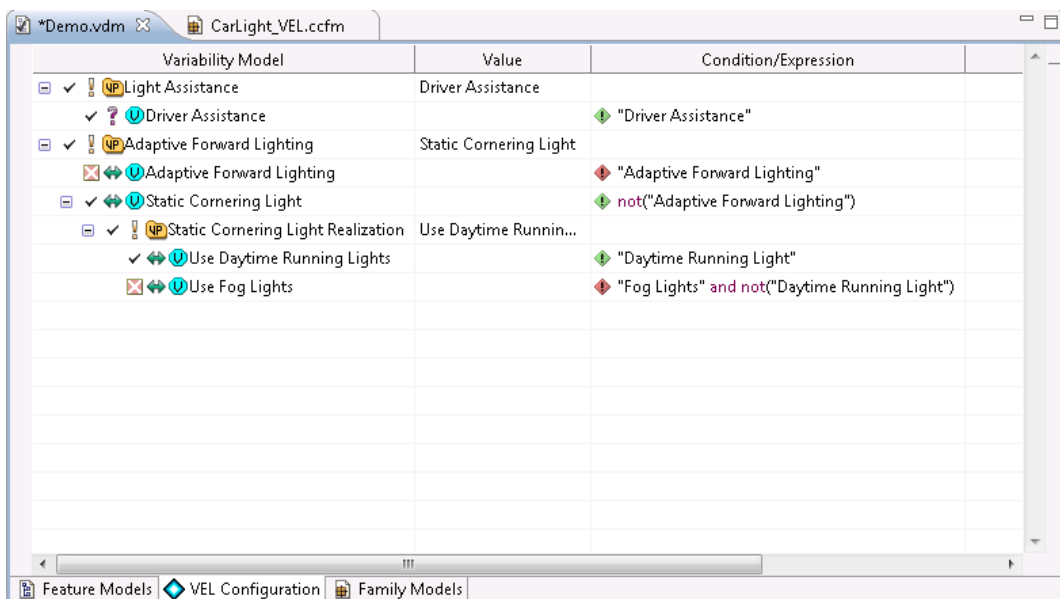 *Demo.vdm CarLight_VEL.ccfm
Variability Model Value Condition/Expression
VP Light Assistance Driver Assistance
? V Driver Assistance "Driver Assistance"
VP Adaptive Forward Lighting Static Cornering Light
V Adaptive Forward Lighting "Adaptive Forward Lighting"
V Static Cornering Light not("Adaptive Forward Lighting")
VP Static Cornering Light Realization Use Daytime Runnin...
V Use Daytime Running Lights "Daytime Running Light"
V Use Fog Lights "Fog Lights" and not("Daytime Running Light")
Feature Models VEL Configuration Family Models